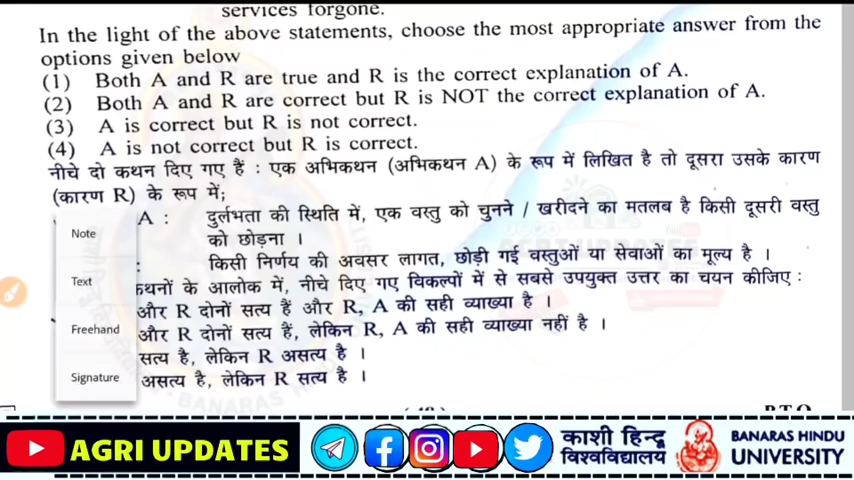 services forgone.
In the light of the above statements, choose the most appropriate answer from the
options given below
(1) Both A and R are true and R is the correct explanation of A.
(2) Both A and R are correct but R is NOT the correct explanation of A.
(3) A is correct but R is not correct.
(4) A is not correct but R is correct.
नीचे दो कथन दिए गए हैं : एक अभिकथन (अभिकथन A) के रूप में लिखित है तो दूसरा उसके कारण
(कारण R) के रूप में;
A : दुर्लभता की स्थिति में, एक वस्तु को चुनने / खरीदने का मतलब है किसी दूसरी वस्तु
को छोड़ना ।
: किसी निर्णय की अवसर लागत, छोड़ी गई वस्तुओं या सेवाओं का मूल्य है ।
कथनों के आलोक में, नीचे दिए गए विकल्पों में से सबसे उपयुक्त उत्तर का चयन कीजिए :
और R दोनों सत्य हैं और R, A की सही व्याख्या है ।
और R दोनों सत्य हैं, लेकिन R, A की सही व्याख्या नहीं है ।
सत्य है, लेकिन R असत्य है ।
असत्य है, लेकिन R सत्य है ।
Note
Text
Freehand
Signature
P.T.O.
AGRI UPDATES
काशी हिन्दू
विश्वविद्यालय
BANARAS HINDU
UNIVERSITY